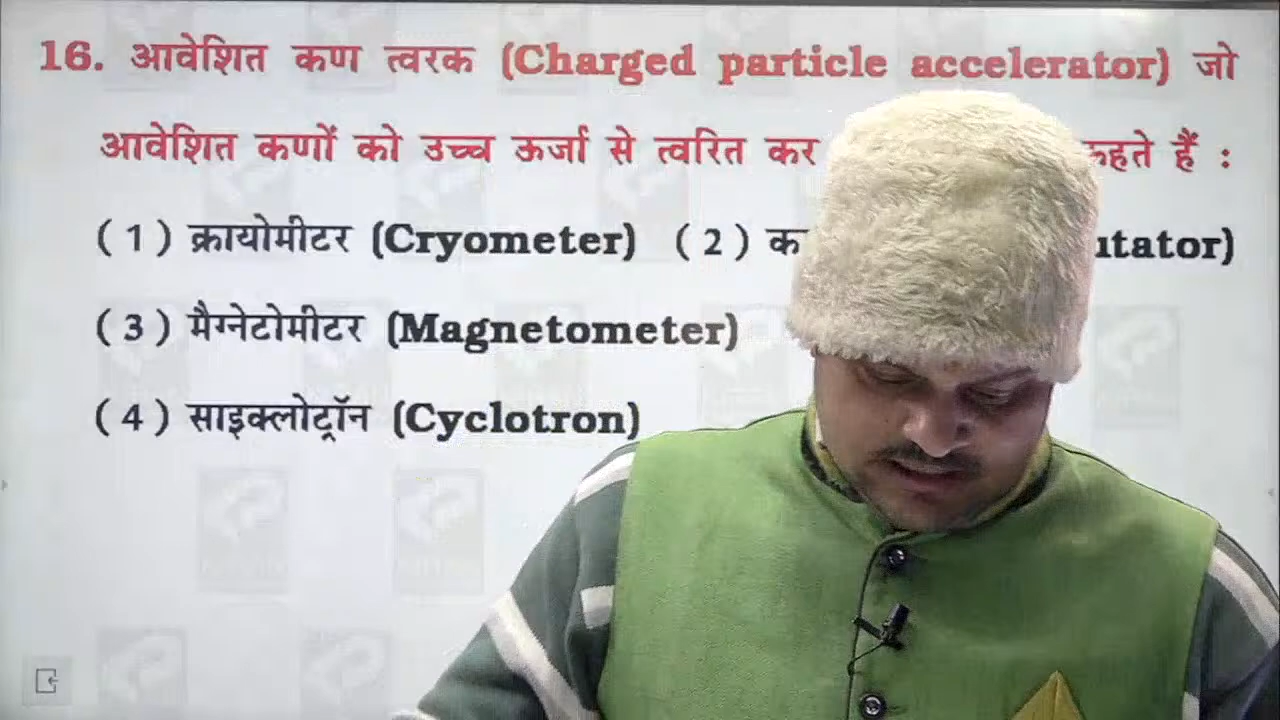 16. आवेशित कण त्वरक (Charged particle accelerator) जो
आवेशित कणों को उच्च ऊर्जा से त्वरित कर कहते हैं :
(1) क्रायोमीटर (Cryometer) (2)
(3) मैग्नेटोमीटर (Magnetometer)
(4) साइक्लोट्रॉन (Cyclotron)